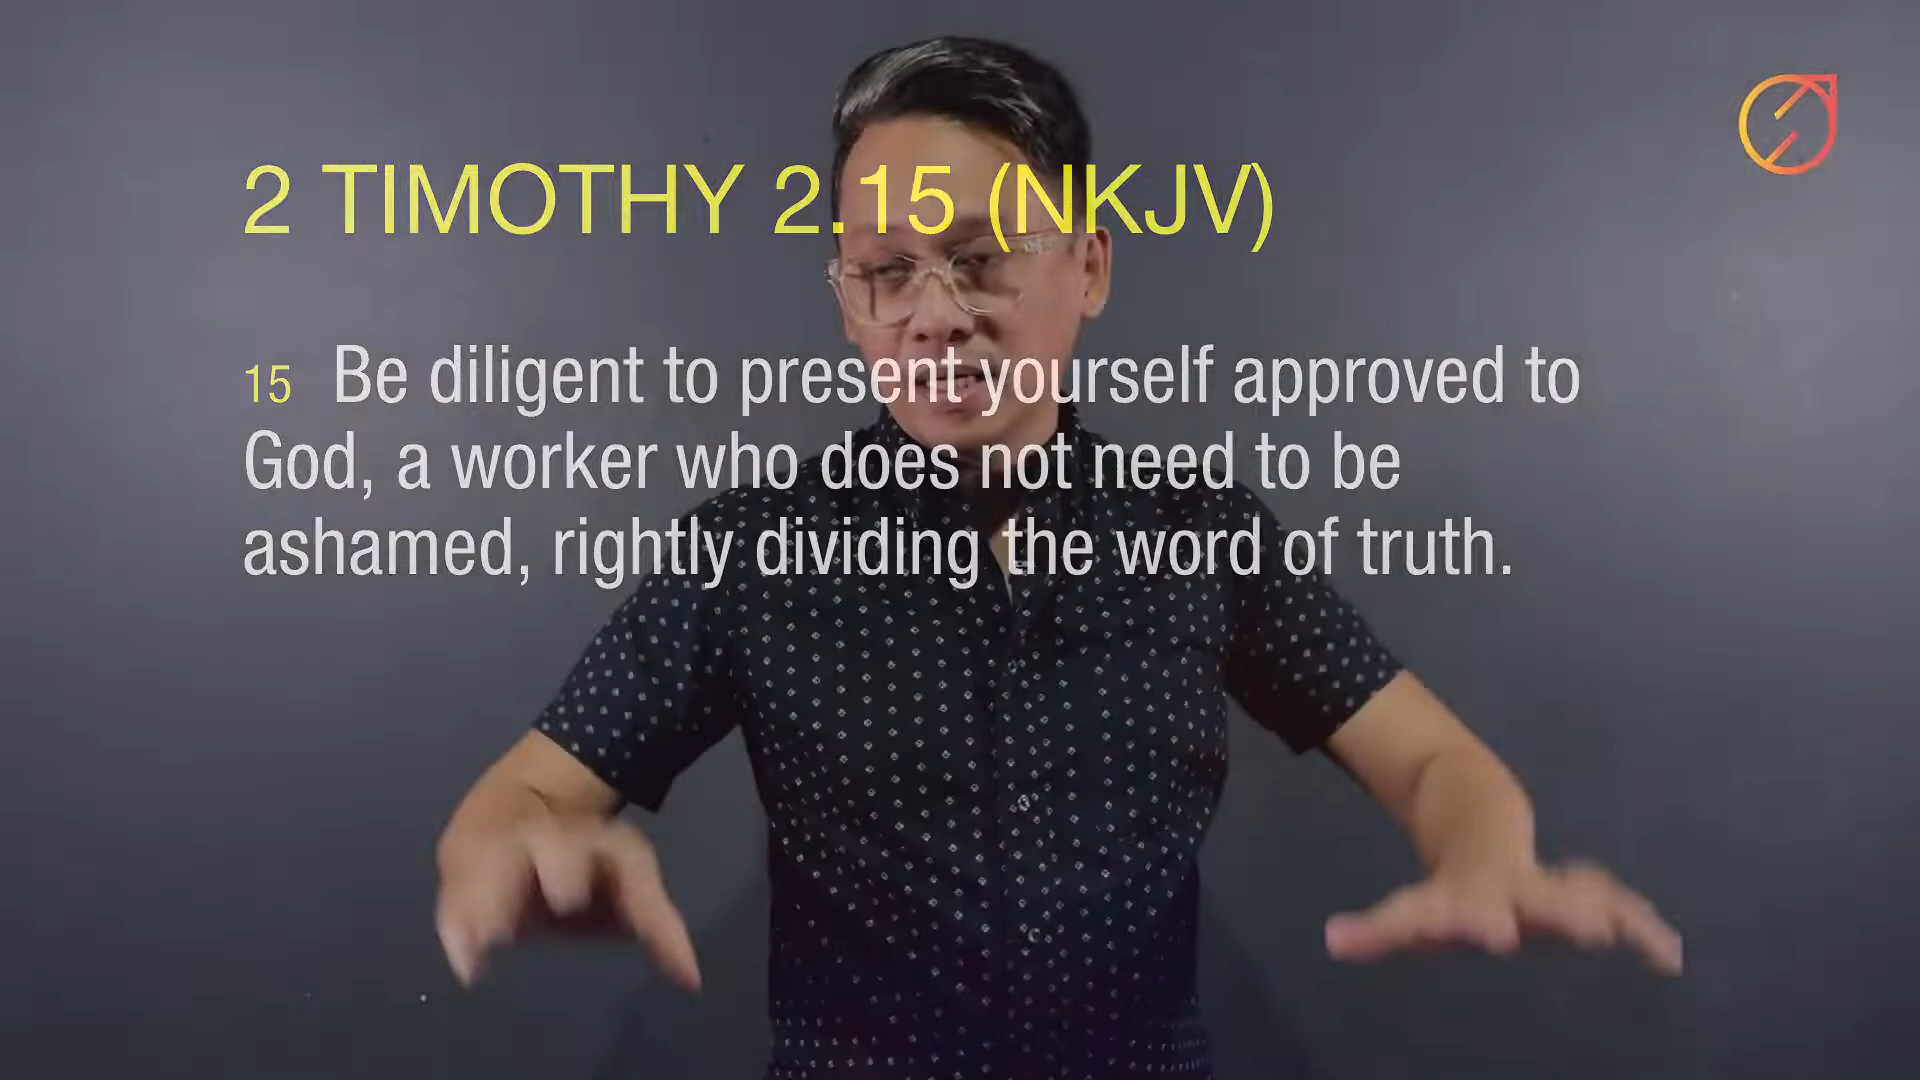 2 TIMOTHY 2.15 (NKJV)
15 Be diligent to present yourself approved to
God, a worker who does not need to be
ashamed, rightly dividing the word of truth.